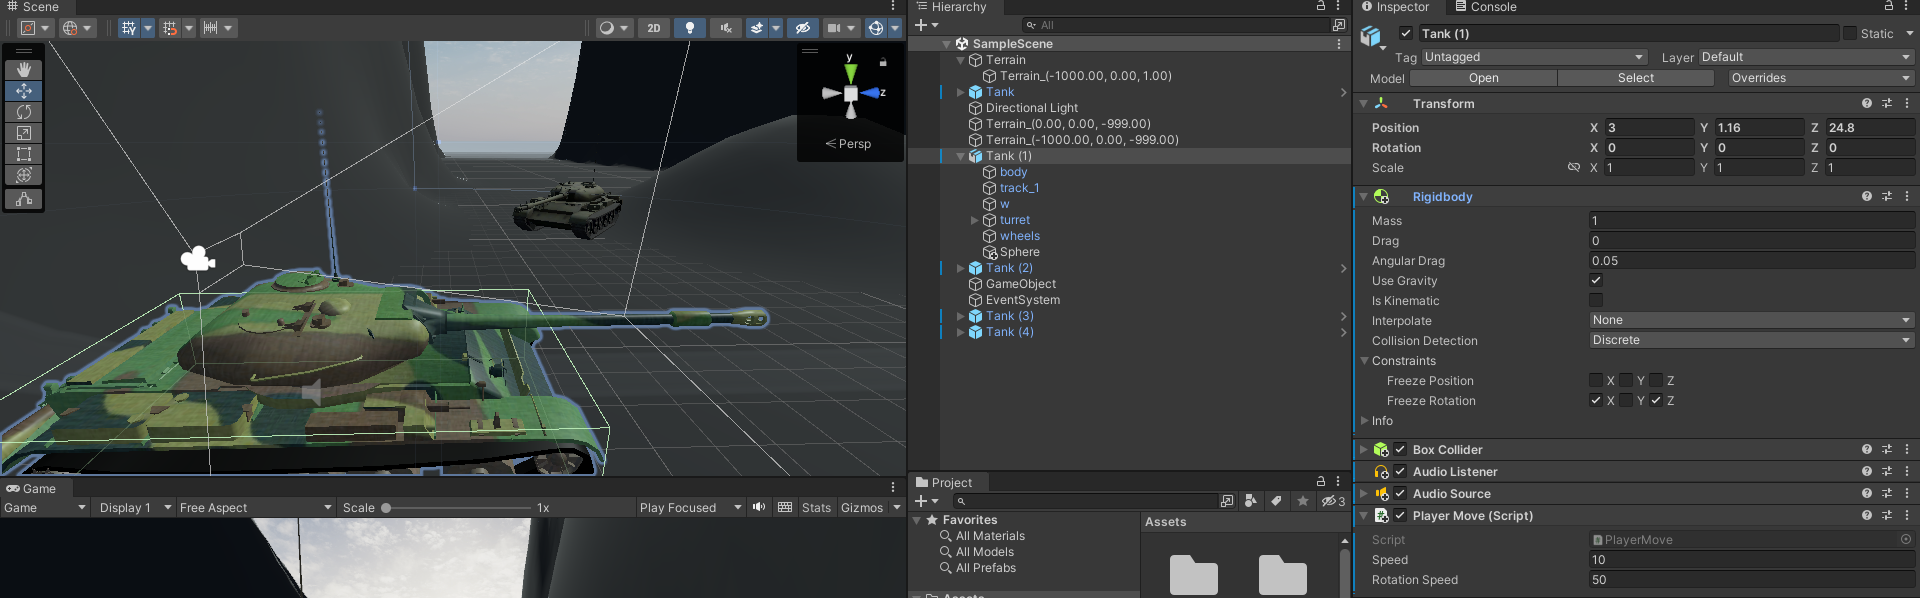 Scene
2D
y
z
Persp
Game
Game Display 1 Free Aspect Scale 1x Play Focused Stats Gizmos
Hierarchy
All
SampleScene
Terrain
Terrain_(-1000.00, 0.00, 1.00)
Tank
Directional Light
Terrain_(0.00, 0.00, -999.00)
Terrain_(-1000.00, 0.00, -999.00)
Tank (1)
body
track_1
w
turret
wheels
Sphere
Tank (2)
GameObject
EventSystem
Tank (3)
Tank (4)
Project
3
Favorites
All Materials
All Models
All Prefabs
Assets
Assets
Inspector Console
Tank (1) Static
Tag Untagged Layer Default
Model Open Select Overrides
Transform
Position X 3 Y 1.16 Z 24.8
Rotation X 0 Y 0 Z 0
Scale X 1 Y 1 Z 1
Rigidbody
Mass 1
Drag 0
Angular Drag 0.05
Use Gravity
Is Kinematic
Interpolate None
Collision Detection Discrete
Constraints
Freeze Position X Y Z
Freeze Rotation X Y Z
Info
Box Collider
Audio Listener
Audio Source
Player Move (Script)
Script PlayerMove
Speed 10
Rotation Speed 50